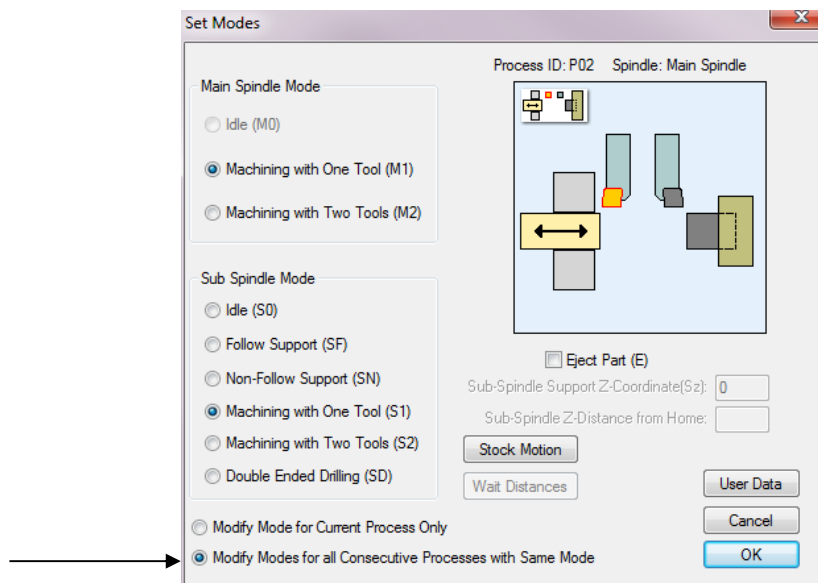 Set Modes
Process ID: P02 Spindle: Main Spindle
Main Spindle Mode
Idle (M0)
Machining with One Tool (M1)
Machining with Two Tools (M2)
Sub Spindle Mode
Idle (S0)
Follow Support (SF)
Non-Follow Support (SN)
Machining with One Tool (S1)
Machining with Two Tools (S2)
Double Ended Drilling (SD)
Eject Part (E)
Sub-Spindle Support Z-Coordinate(Sz): 0
Sub-Spindle Z-Distance from Home:
Stock Motion
Wait Distances
User Data
Modify Mode for Current Process Only
Cancel
Modify Modes for all Consecutive Processes with Same Mode
OK